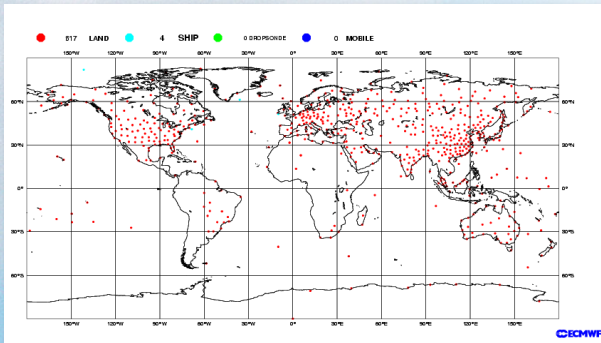 617 LAND 4 SHIP 0 DROPSONDE 0 MOBILE
150°W 120°W 90°W 60°W 30°W 0°E 30°E 60°E 90°E 120°E 150°E
60°N 60°N
30°N 30°N
0° 0°
30°S 30°S
60°S 60°S
150°W 120°W 90°W 60°W 30°W 0°E 30°E 60°E 90°E 120°E 150°E
ECMWF